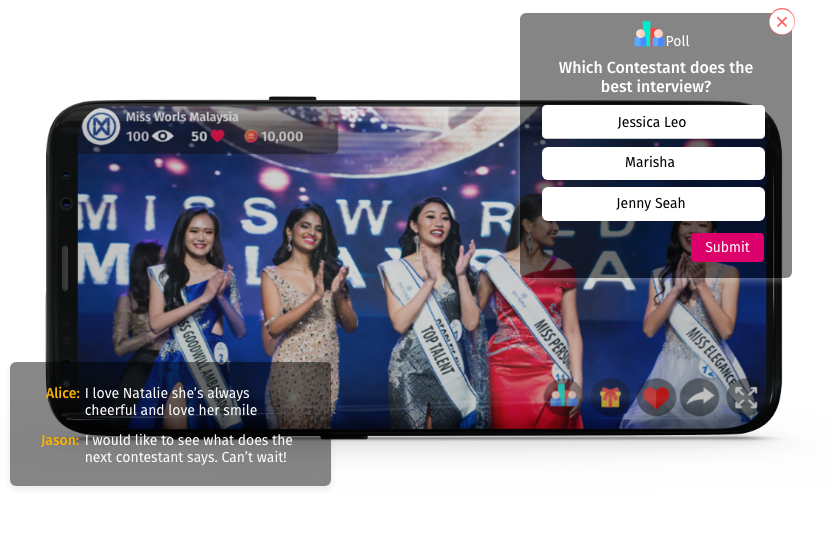 Poll
Which Contestant does the
best interview?
Jessica Leo
Marisha
Jenny Seah
Submit
Miss Worls Malaysia
100 50 10,000
MISS WORLD
MALAYSIA
MISS GOODWILL
TOP TALENT
MISS PERS
MISS ELEGANCE
Alice: I love Natalie she's always
cheerful and love her smile
Jason: I would like to see what does the
next contestant says. Can't wait!